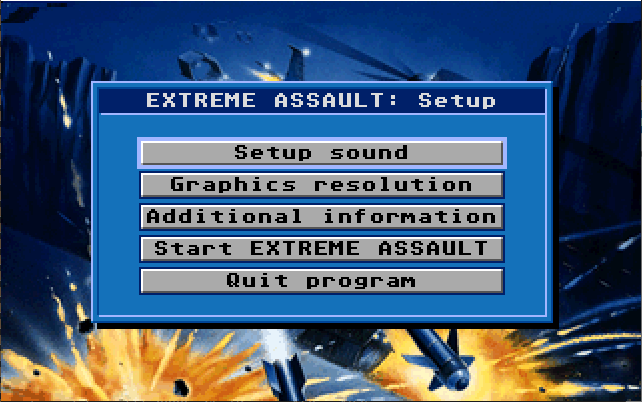 EXTREME ASSAULT: Setup
Setup sound
Graphics resolution
Additional information
Start EXTREME ASSAULT
Quit program